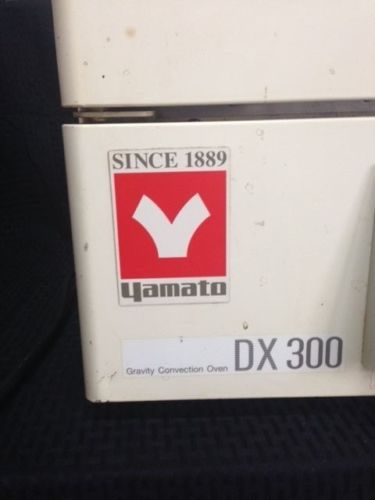 SINCE 1889
Yamato
Gravity Convection Oven DX 300